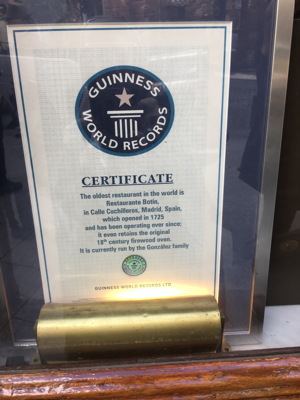 GUINNESS
WORLD RECORDS
CERTIFICATE
The oldest restaurant in the world is
Restaurante Botín,
in Calle Cuchilleros, Madrid, Spain,
which opened in 1725
and has been operating ever since;
it even retains the original
18th century firewood oven.
It is currently run by the González family
GUINNESS WORLD RECORDS LTD